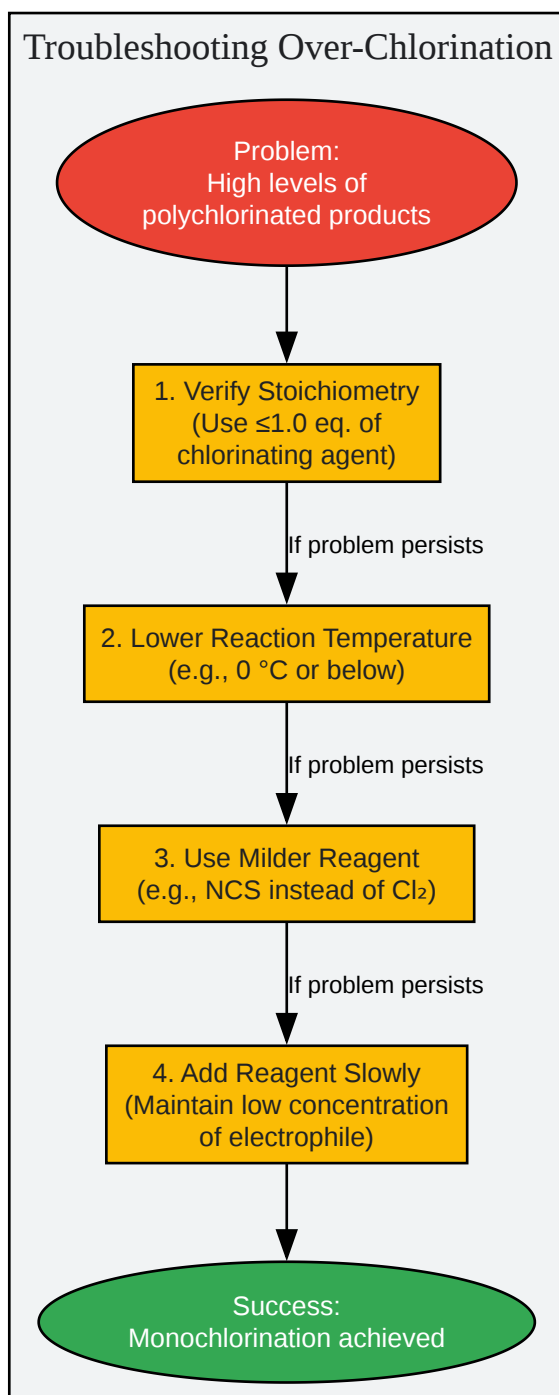 Troubleshooting Over-Chlorination
Problem:
High levels of
polychlorinated products
1. Verify Stoichiometry
(Use ≤1.0 eq. of
chlorinating agent)
If problem persists
2. Lower Reaction Temperature
(e.g., 0 °C or below)
If problem persists
3. Use Milder Reagent
(e.g., NCS instead of Cl₂)
If problem persists
4. Add Reagent Slowly
(Maintain low concentration
of electrophile)
Success:
Monochlorination achieved